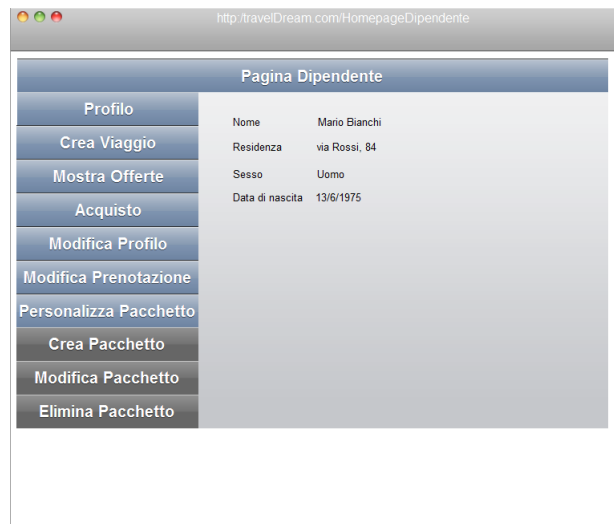 http:/travelDream.com/HomepageDipendente
Pagina Dipendente
Profilo
Crea Viaggio
Mostra Offerte
Acquisto
Modifica Profilo
Modifica Prenotazione
Personalizza Pacchetto
Crea Pacchetto
Modifica Pacchetto
Elimina Pacchetto
Nome Mario Bianchi
Residenza via Rossi, 84
Sesso Uomo
Data di nascita 13/6/1975